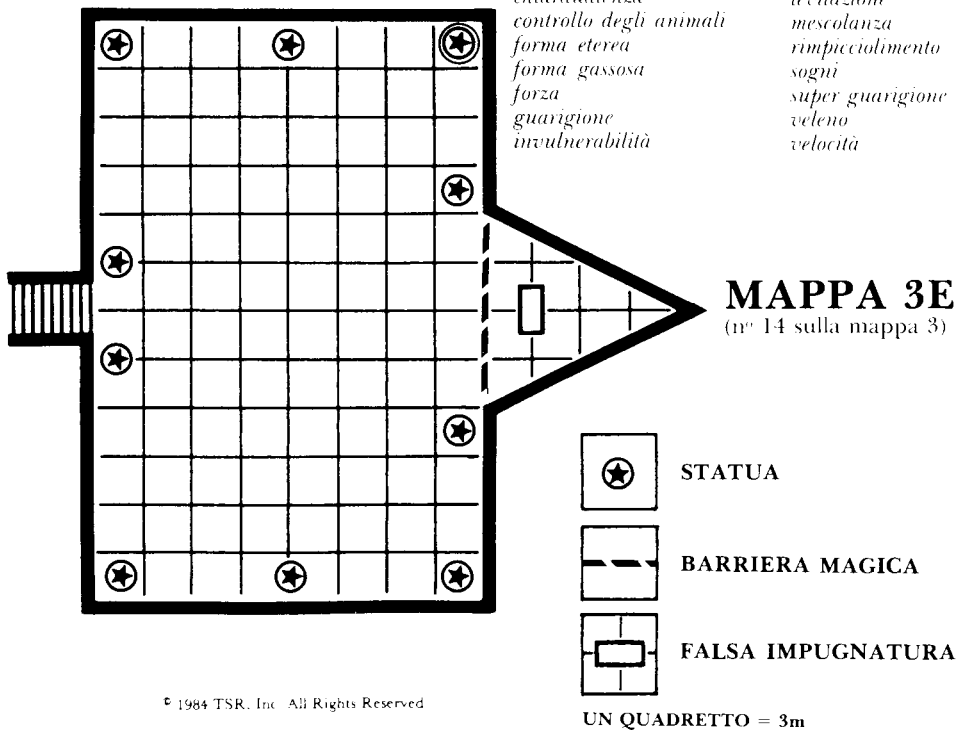 controllo degli animali
forma eterea
forma gassosa
forza
guarigione
invulnerabilità
mescolanza
rimpicciolimento
sogni
super guarigione
veleno
velocità
MAPPA 3E
(nº 14 sulla mappa 3)
STATUA
BARRIERA MAGICA
FALSA IMPUGNATURA
UN QUADRETTO = 3m
© 1984 TSR, Inc All Rights Reserved